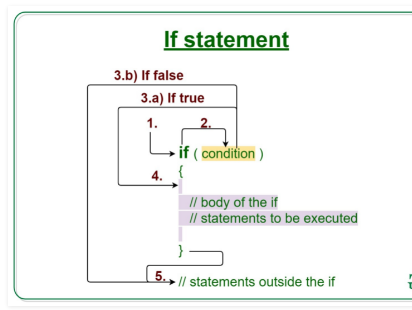 If statement
3.b) If false
3.a) If true
1.
2.
if ( condition )
4.
{
// body of the if
// statements to be executed
}
5.
// statements outside the if